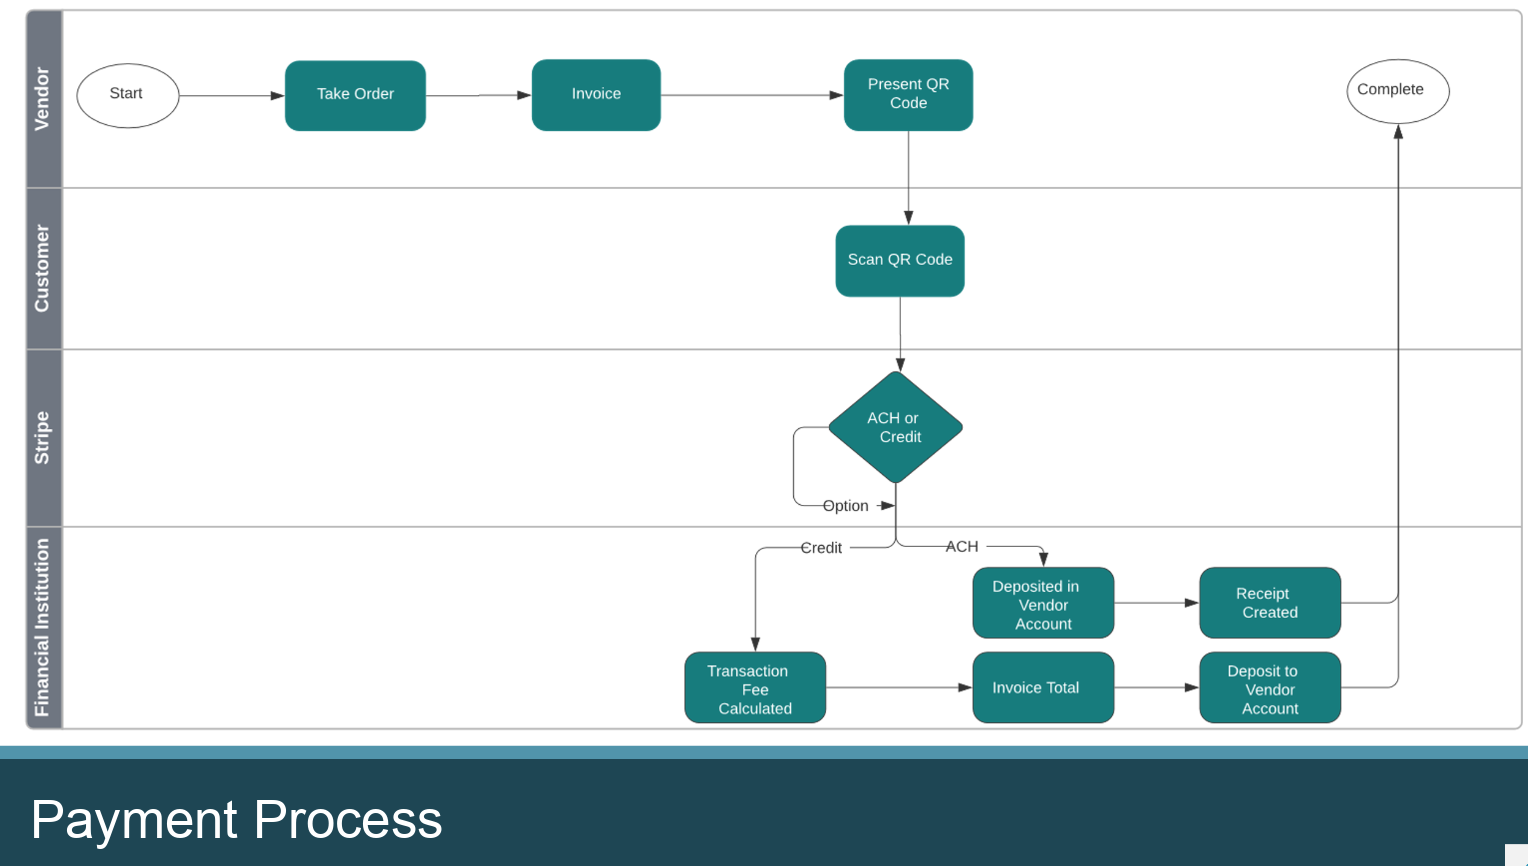 Vendor
Start
Take Order
Invoice
Present QR
Code
Complete
Customer
Scan QR Code
Stripe
ACH or
Credit
Option
Financial Institution
Credit
ACH
Deposited in
Vendor
Account
Receipt
Created
Transaction
Fee
Calculated
Invoice Total
Deposit to
Vendor
Account
Payment Process